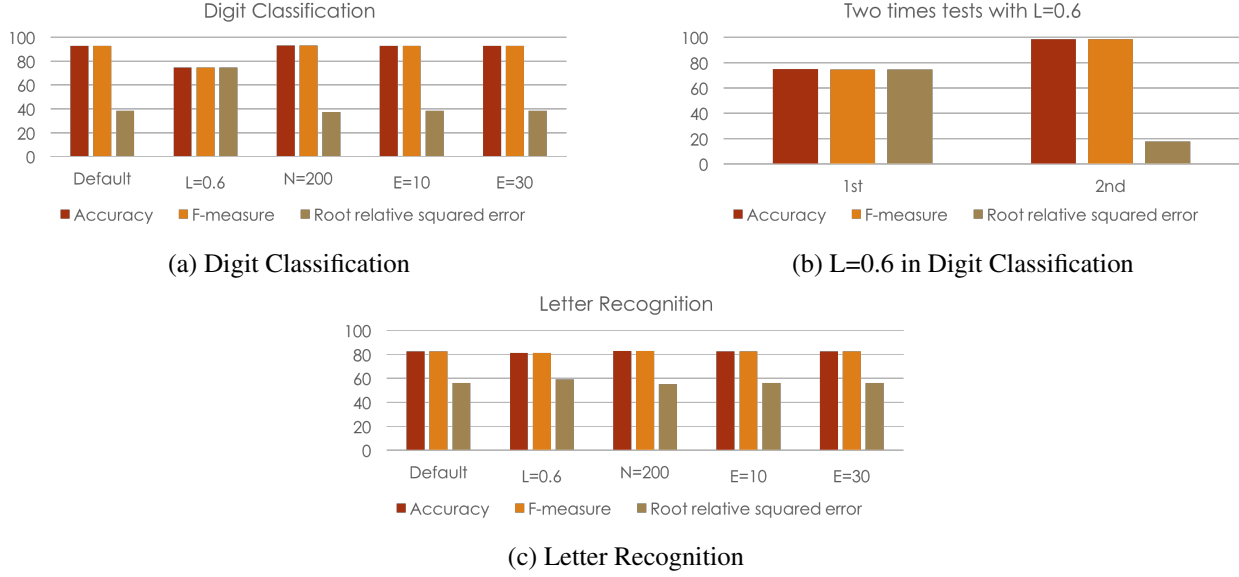 Digit Classification
100
80
60
40
20
0
Default L=0.6 N=200 E=10 E=30
Accuracy F-measure Root relative squared error
(a) Digit Classification
Two times tests with L=0.6
100
80
60
40
20
0
1st 2nd
Accuracy F-measure Root relative squared error
(b) L=0.6 in Digit Classification
Letter Recognition
100
80
60
40
20
0
Default L=0.6 N=200 E=10 E=30
Accuracy F-measure Root relative squared error
(c) Letter Recognition